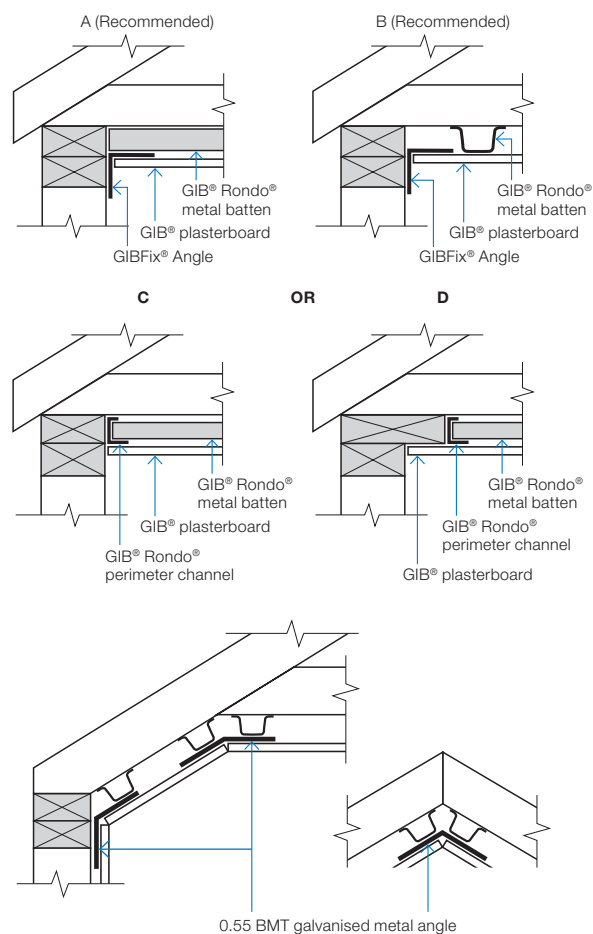 A (Recommended)
B (Recommended)
GIB® Rondo®
metal batten
GIB® plasterboard
GIBFix® Angle
GIB® Rondo®
metal batten
GIB® plasterboard
GIBFix® Angle
C OR D
GIB® Rondo®
metal batten
GIB® plasterboard
GIB® Rondo®
perimeter channel
GIB® Rondo®
metal batten
GIB® Rondo®
perimeter channel
GIB® plasterboard
0.55 BMT galvanised metal angle